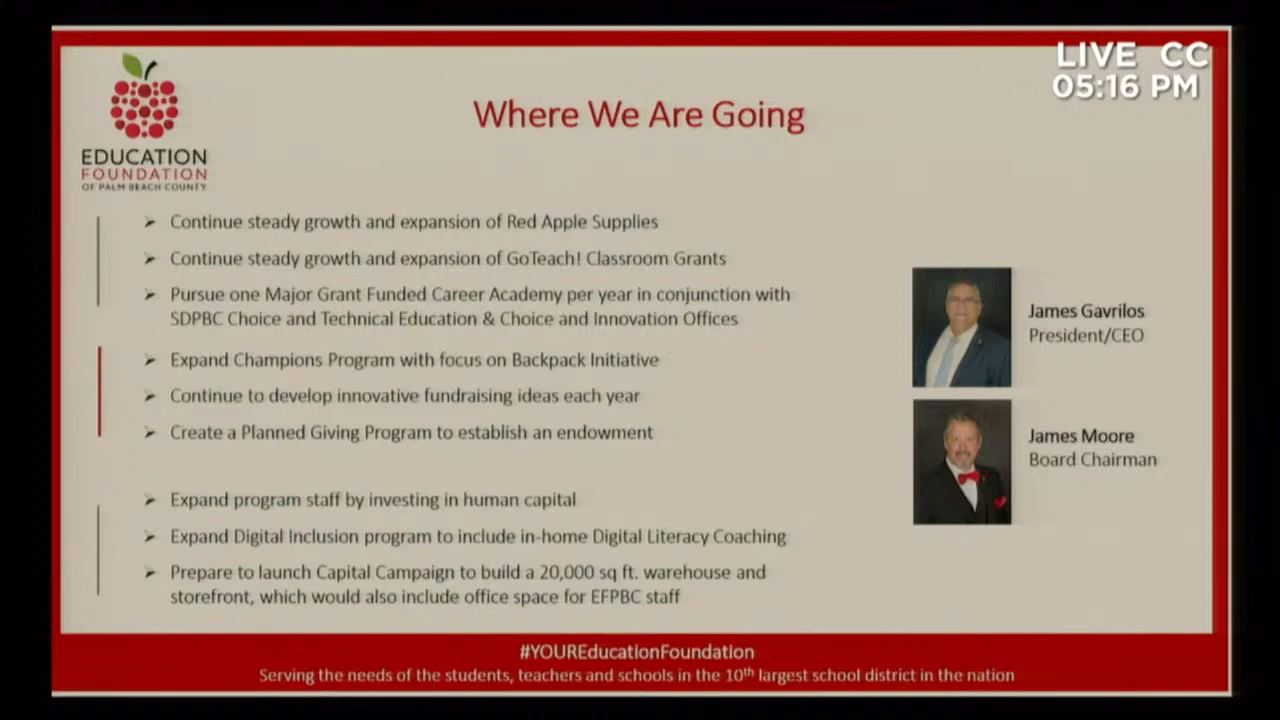 LIVE CC
05:16 PM
EDUCATION
FOUNDATION
OF PALM BEACH COUNTY
Where We Are Going
➢ Continue steady growth and expansion of Red Apple Supplies
➢ Continue steady growth and expansion of GoTeach! Classroom Grants
➢ Pursue one Major Grant Funded Career Academy per year in conjunction with
SDPBC Choice and Technical Education & Choice and Innovation Offices
➢ Expand Champions Program with focus on Backpack Initiative
➢ Continue to develop innovative fundraising ideas each year
➢ Create a Planned Giving Program to establish an endowment
➢ Expand program staff by investing in human capital
➢ Expand Digital Inclusion program to include in-home Digital Literacy Coaching
➢ Prepare to launch Capital Campaign to build a 20,000 sq ft. warehouse and
storefront, which would also include office space for EFPBC staff
James Gavrilos
President/CEO
James Moore
Board Chairman
#YOUREducationFoundation
Serving the needs of the students, teachers and schools in the 10th largest school district in the nation